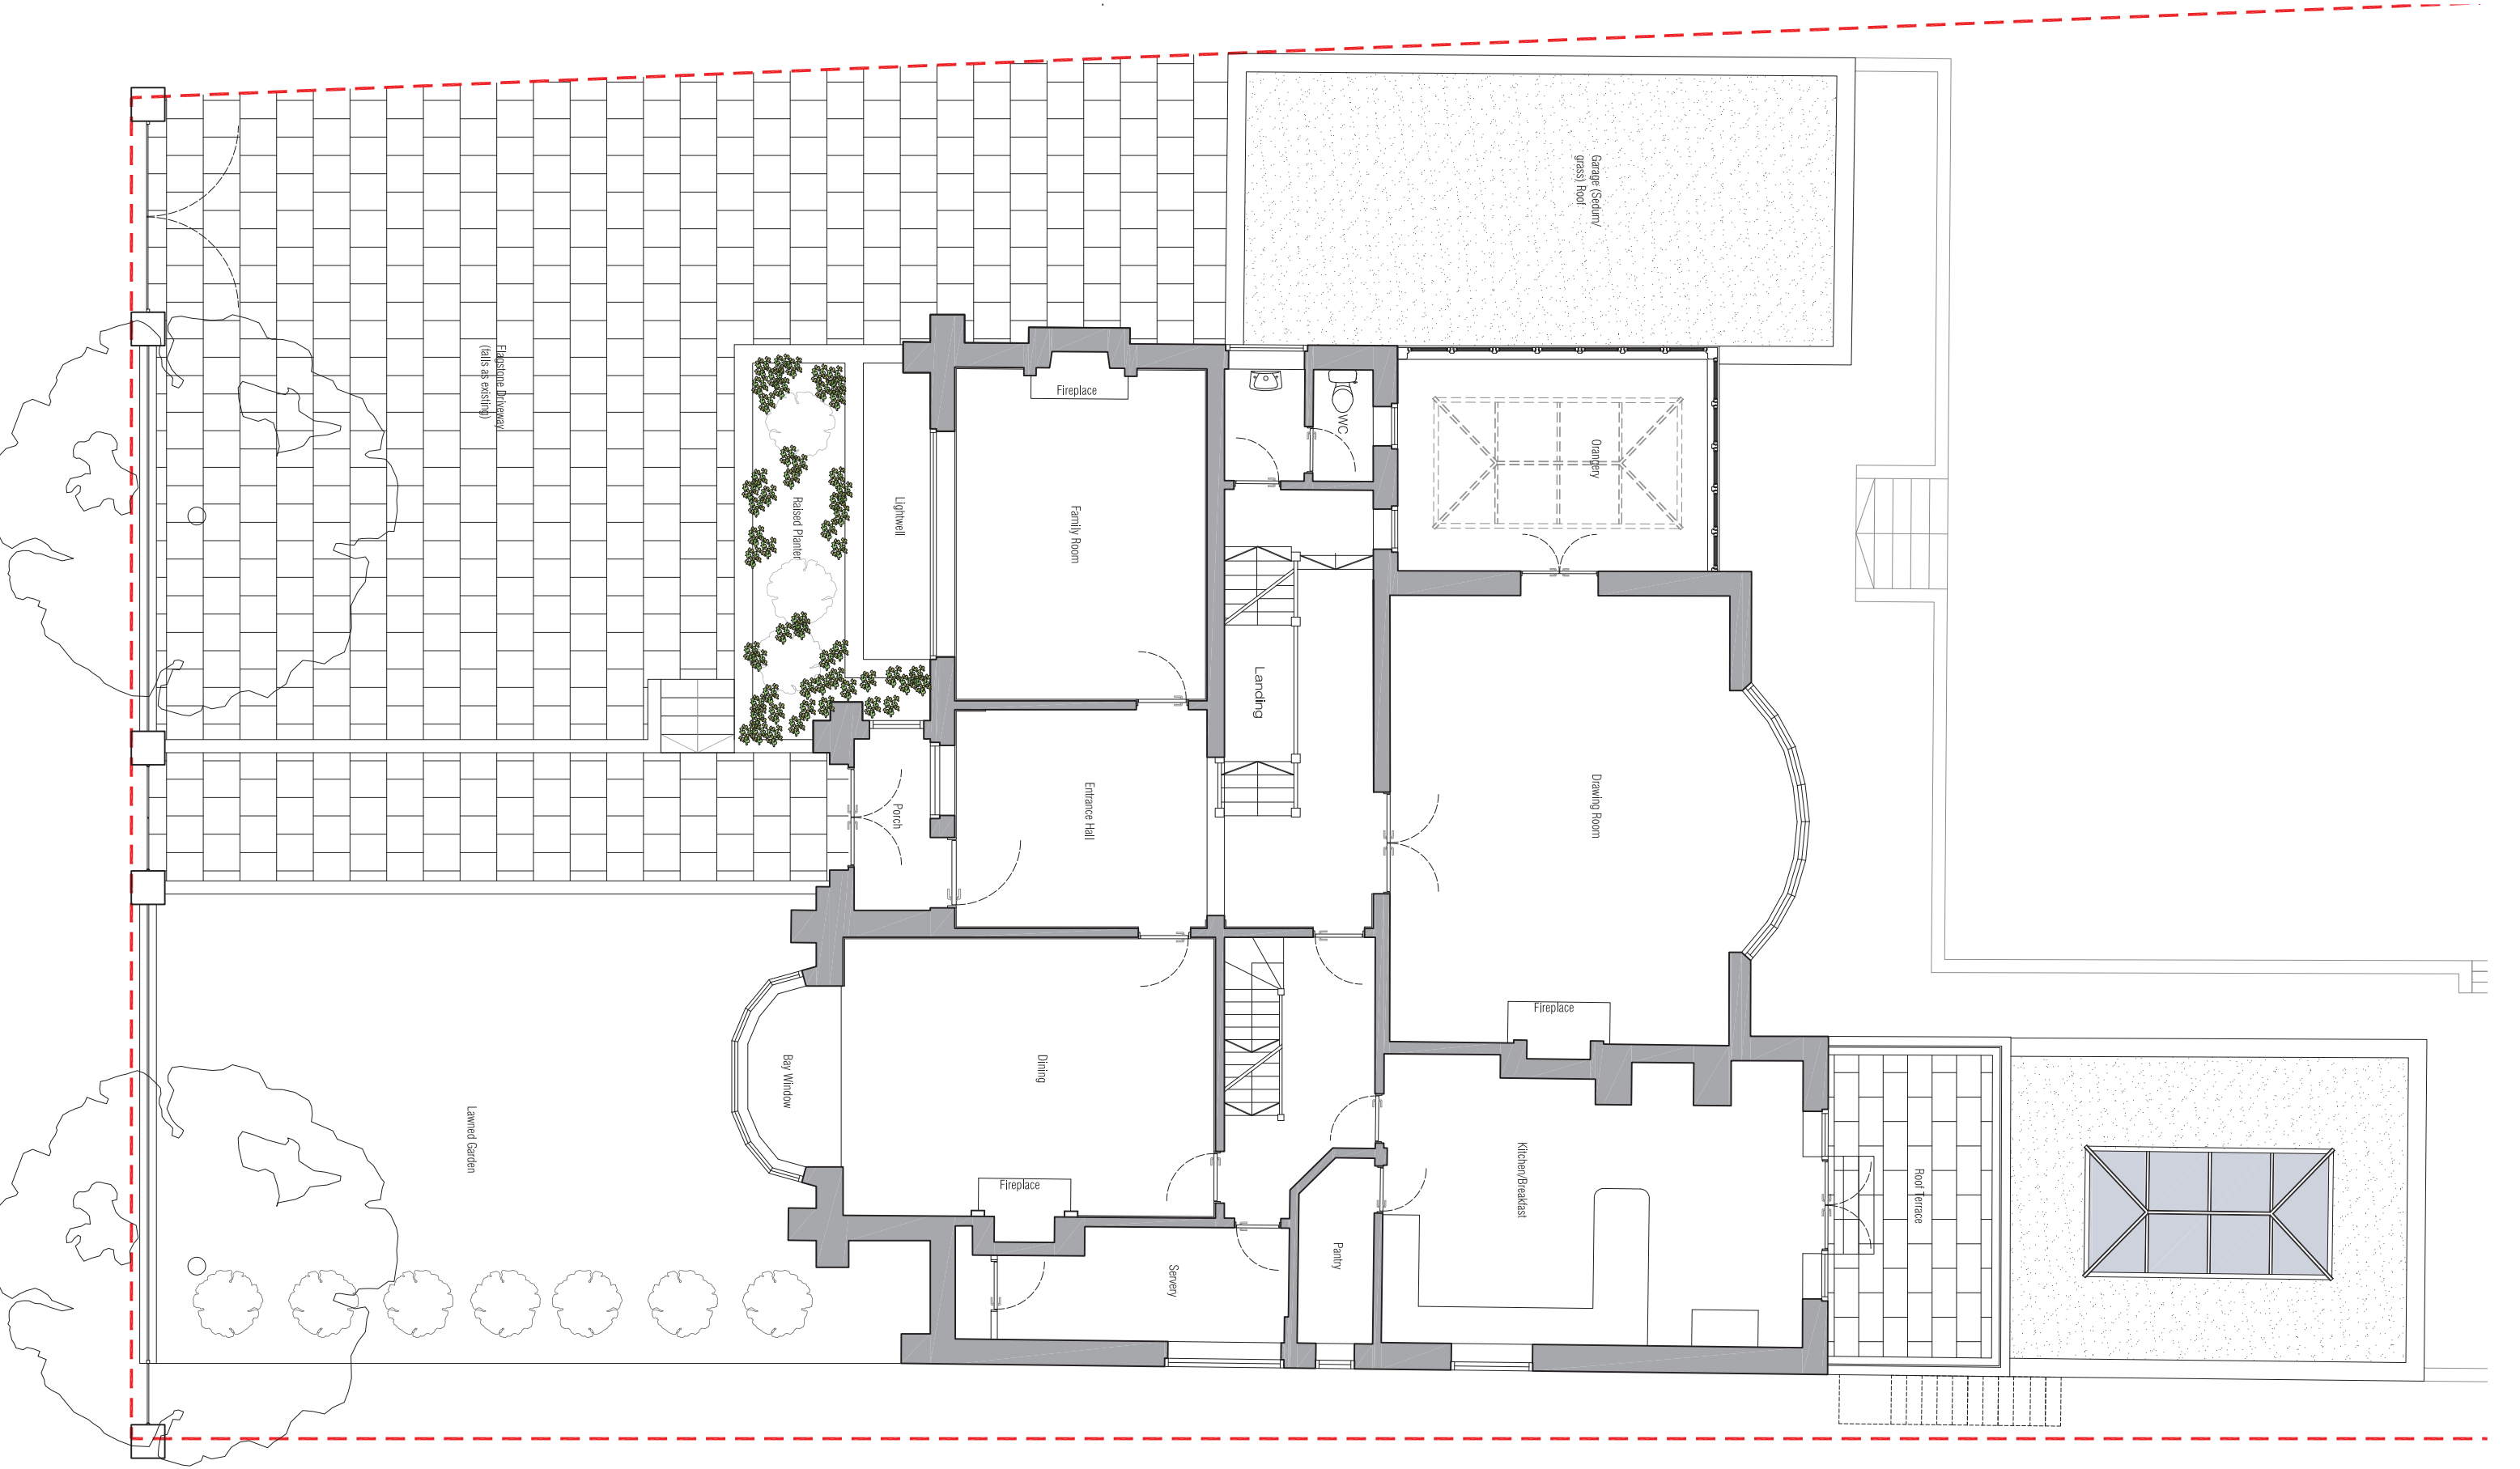 Garage (Sedum/
grass) Roof
Flagstone Driveway
(falls as existing)
Fireplace
WC
Orangery
Raised Planter
Lightwell
Family Room
Landing
Porch
Entrance Hall
Drawing Room
Fireplace
Bay Window
Dining
Lawned Garden
Fireplace
Kitchen/Breakfast
Roof Terrace
Pantry
Servery